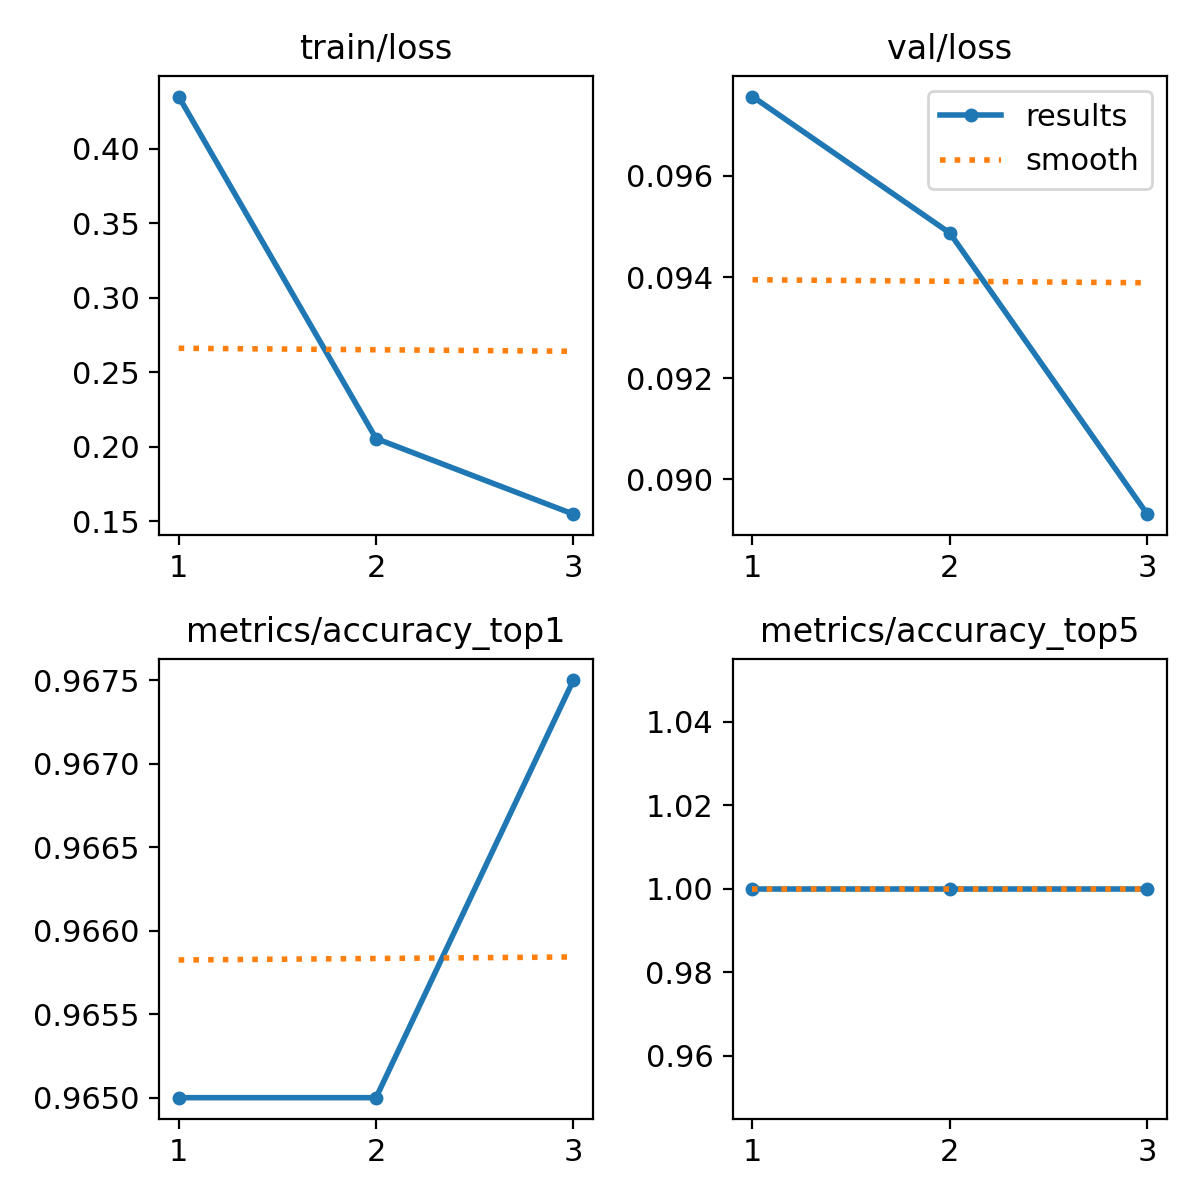 train/loss
0.40
0.35
0.30
0.25
0.20
0.15
1 2 3
val/loss
results
smooth
0.096
0.094
0.092
0.090
1 2 3
metrics/accuracy_top1
0.9675
0.9670
0.9665
0.9660
0.9655
0.9650
1 2 3
metrics/accuracy_top5
1.04
1.02
1.00
0.98
0.96
1 2 3